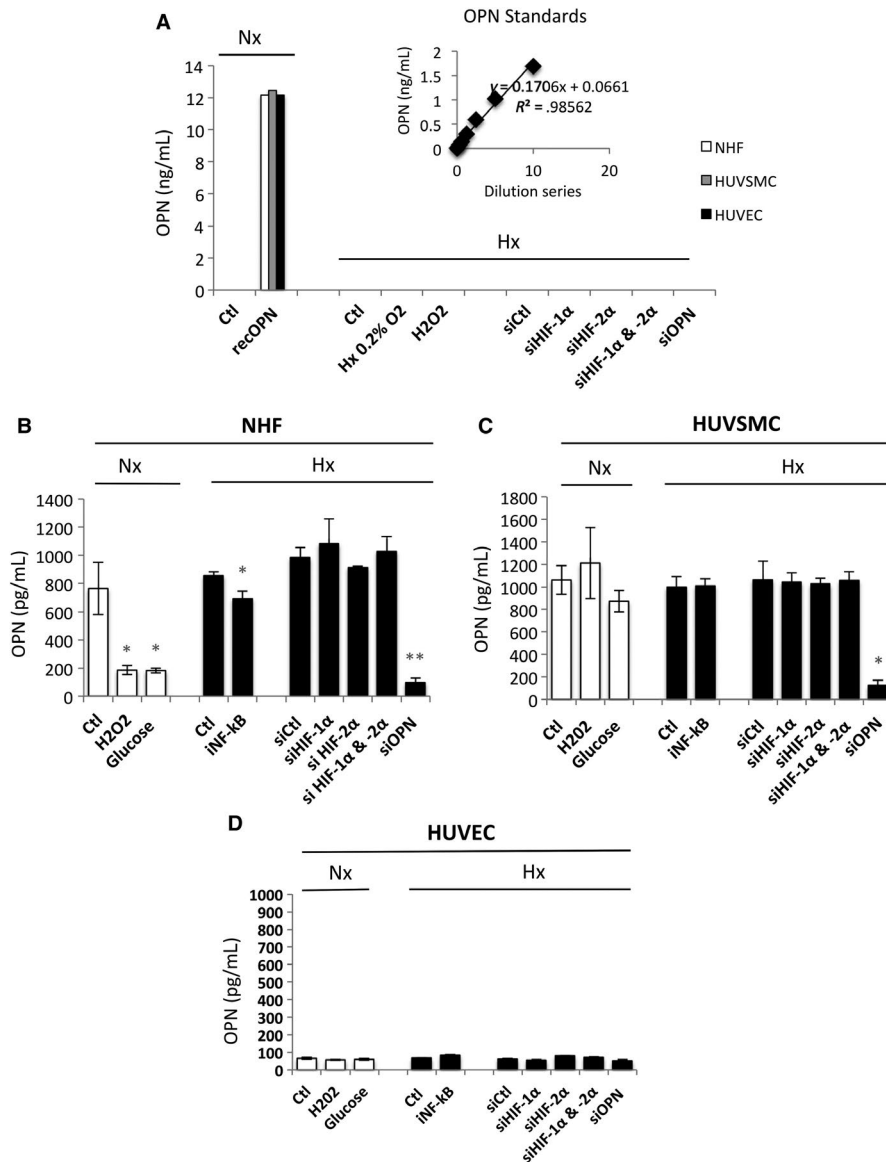 A
Nx
OPN Standards
OPN (ng/mL)
14
12
10
8
6
4
2
0
OPN (ng/mL)
2
1.5
1
0.5
0
y = 0.1706x + 0.0661
R² = .98562
0
10
20
Dilution series
NHF
HUVSMC
HUVEC
Hx
Ctl
recOPN
Ctl
Hx 0.2% O2
H2O2
siCtl
siHIF-1α
siHIF-2α
siHIF-1α & -2α
siOPN
B
NHF
Nx
Hx
OPN (pg/mL)
1400
1200
1000
800
600
400
200
0
*
*
*
**
Ctl
H2O2
Glucose
Ctl
iNF-kB
siCtl
siHIF-1α
si HIF-2α
si HIF-1α & -2α
siOPN
C
HUVSMC
Nx
Hx
OPN (pg/mL)
1800
1600
1400
1200
1000
800
600
400
200
0
*
Ctl
H202
Glucose
Ctl
iNF-kB
siCtl
siHIF-1α
siHIF-2α
siHIF-1α & -2α
siOPN
D
HUVEC
Nx
Hx
OPN (pg/mL)
1000
900
800
700
600
500
400
300
200
100
0
Ctl
H202
Glucose
Ctl
iNF-kB
siCtl
siHIF-1α
siHIF-2α
siHIF-1α & -2α
siOPN